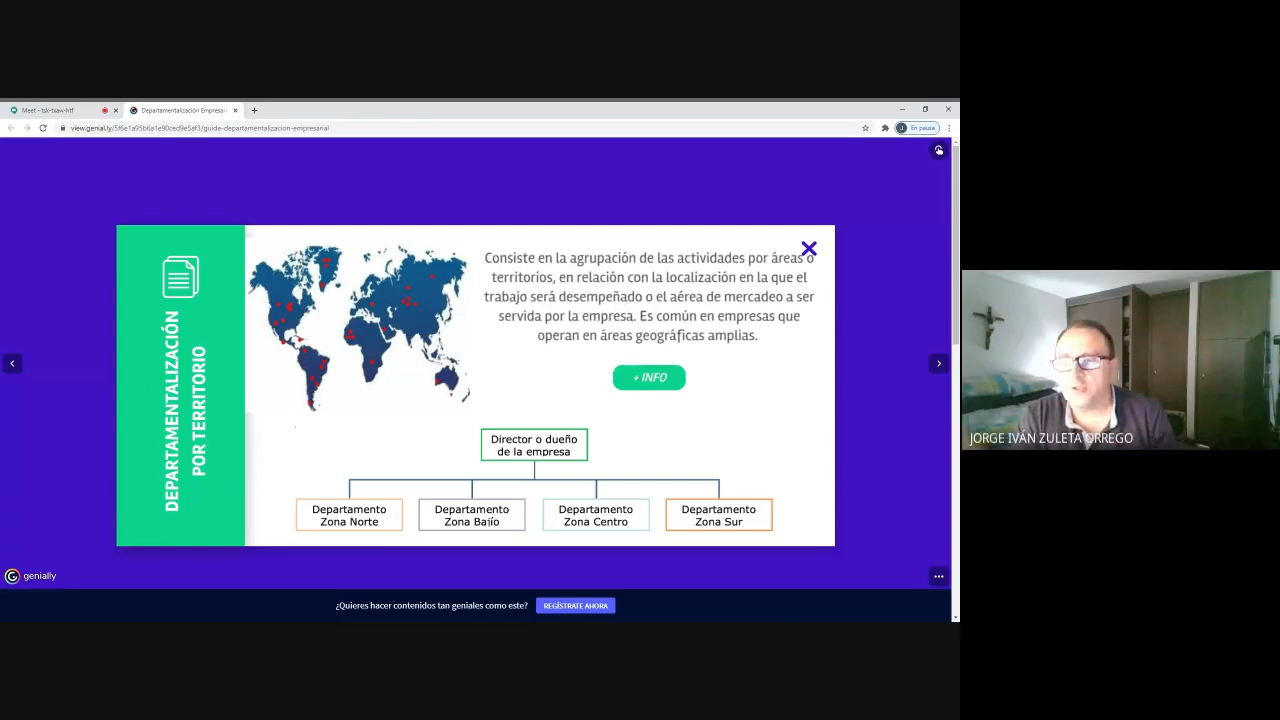 Meet - tsk-txaw-htf
Departamentalización Empresari
view.genial.ly/5f6e1a95b6a1e90ced9e5af3/guide-departamentalizacion-empresarial
J En pausa
DEPARTAMENTALIZACIÓN
POR TERRITORIO
Consiste en la agrupación de las actividades por áreas o
territorios, en relación con la localización en la que el
trabajo será desempeñado o el aérea de mercadeo a ser
servida por la empresa. Es común en empresas que
operan en áreas geográficas amplias.
+ INFO
Director o dueño
de la empresa
Departamento
Zona Norte
Departamento
Zona Bajío
Departamento
Zona Centro
Departamento
Zona Sur
JORGE IVÁN ZULETA ORREGO
genially
¿Quieres hacer contenidos tan geniales como este?
REGÍSTRATE AHORA